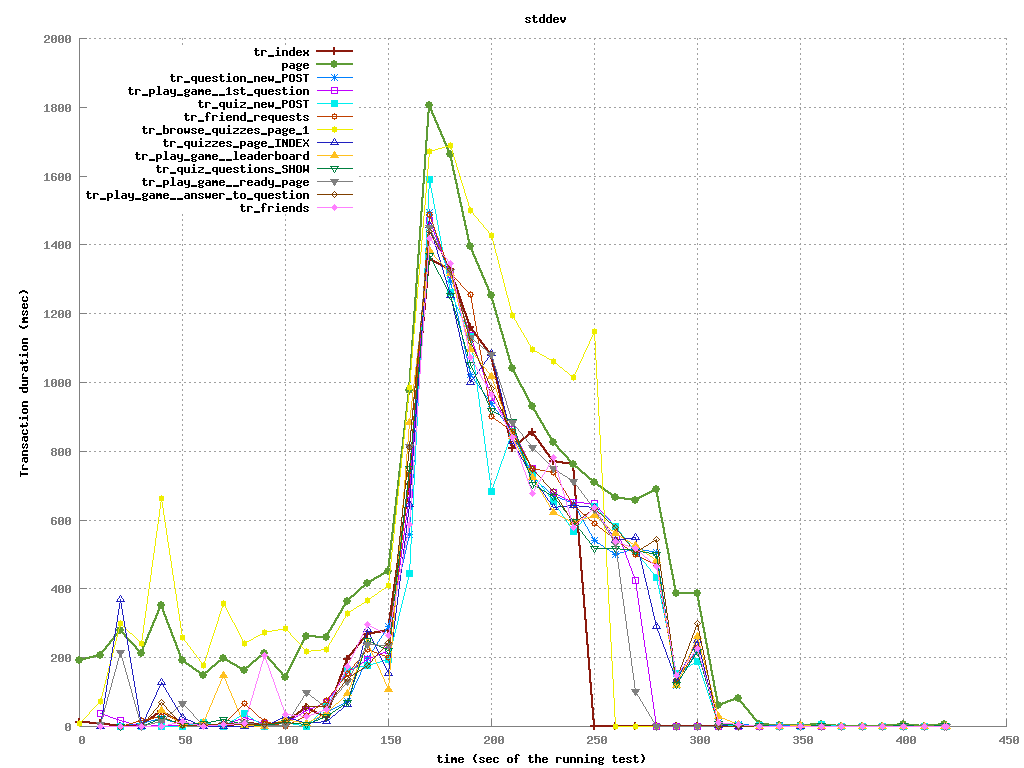 stddev
2000
1800
1600
1400
1200
1000
800
600
400
200
0
Transaction duration (msec)
tr_index
page
tr_question_new_POST
tr_play_game__1st_question
tr_quiz_new_POST
tr_friend_requests
tr_browse_quizzes_page_1
tr_quizzes_page_INDEX
tr_play_game__leaderboard
tr_quiz_questions_SHOW
tr_play_game__ready_page
tr_play_game__answer_to_question
tr_friends
0 50 100 150 200 250 300 350 400 450
time (sec of the running test)